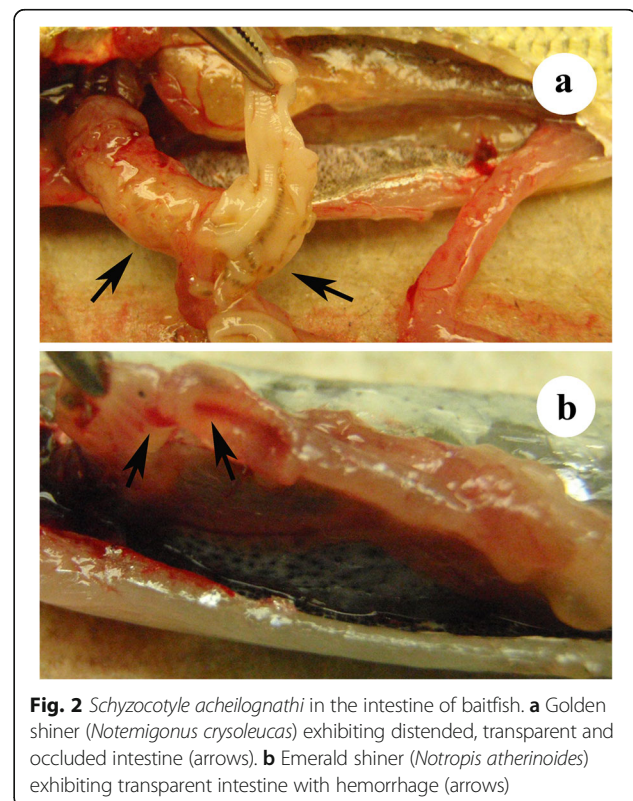 a
b
Fig. 2 Schyzocotyle acheilognathi in the intestine of baitfish. a Golden
shiner (Notemigonus crysoleucas) exhibiting distended, transparent and
occluded intestine (arrows). b Emerald shiner (Notropis atherinoides)
exhibiting transparent intestine with hemorrhage (arrows)